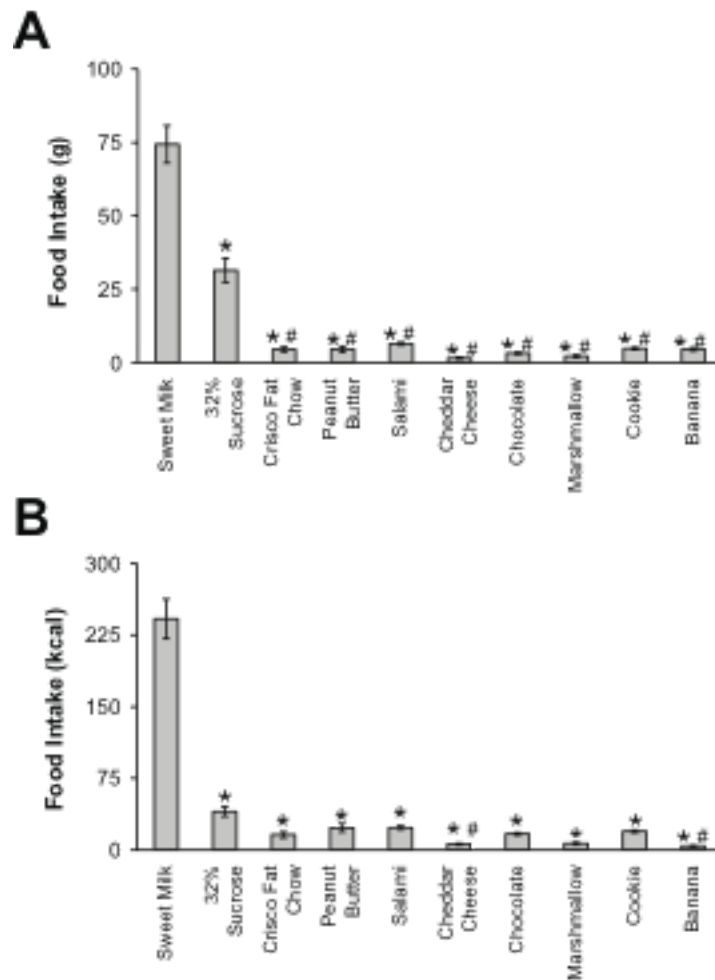 A
100
75
50
25
0
Food Intake (g)
*
* #
* #
* #
* #
* #
* #
* #
* #
Sweet Milk
32%
Sucrose
Crisco Fat
Chow
Peanut
Butter
Salami
Cheddar
Cheese
Chocolate
Marshmallow
Cookie
Banana
B
300
225
150
75
0
Food Intake (kcal)
*
*
*
*
* #
*
*
*
* #
Sweet Milk
32%
Sucrose
Crisco Fat
Chow
Peanut
Butter
Salami
Cheddar
Cheese
Chocolate
Marshmallow
Cookie
Banana